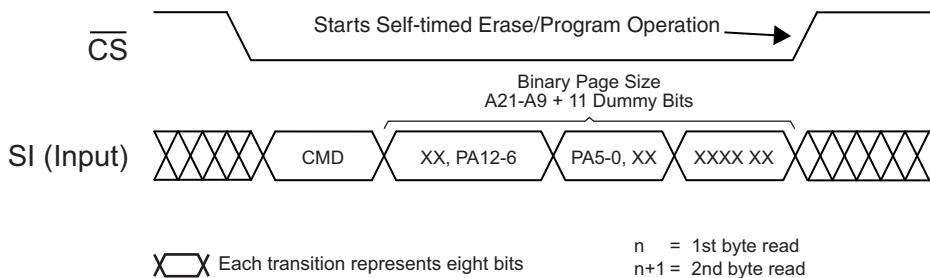 Starts Self-timed Erase/Program Operation
CS
Binary Page Size
A21-A9 + 11 Dummy Bits
SI (Input)
CMD
XX, PA12-6
PA5-0, XX
XXXX XX
Each transition represents eight bits
n = 1st byte read
n+1 = 2nd byte read